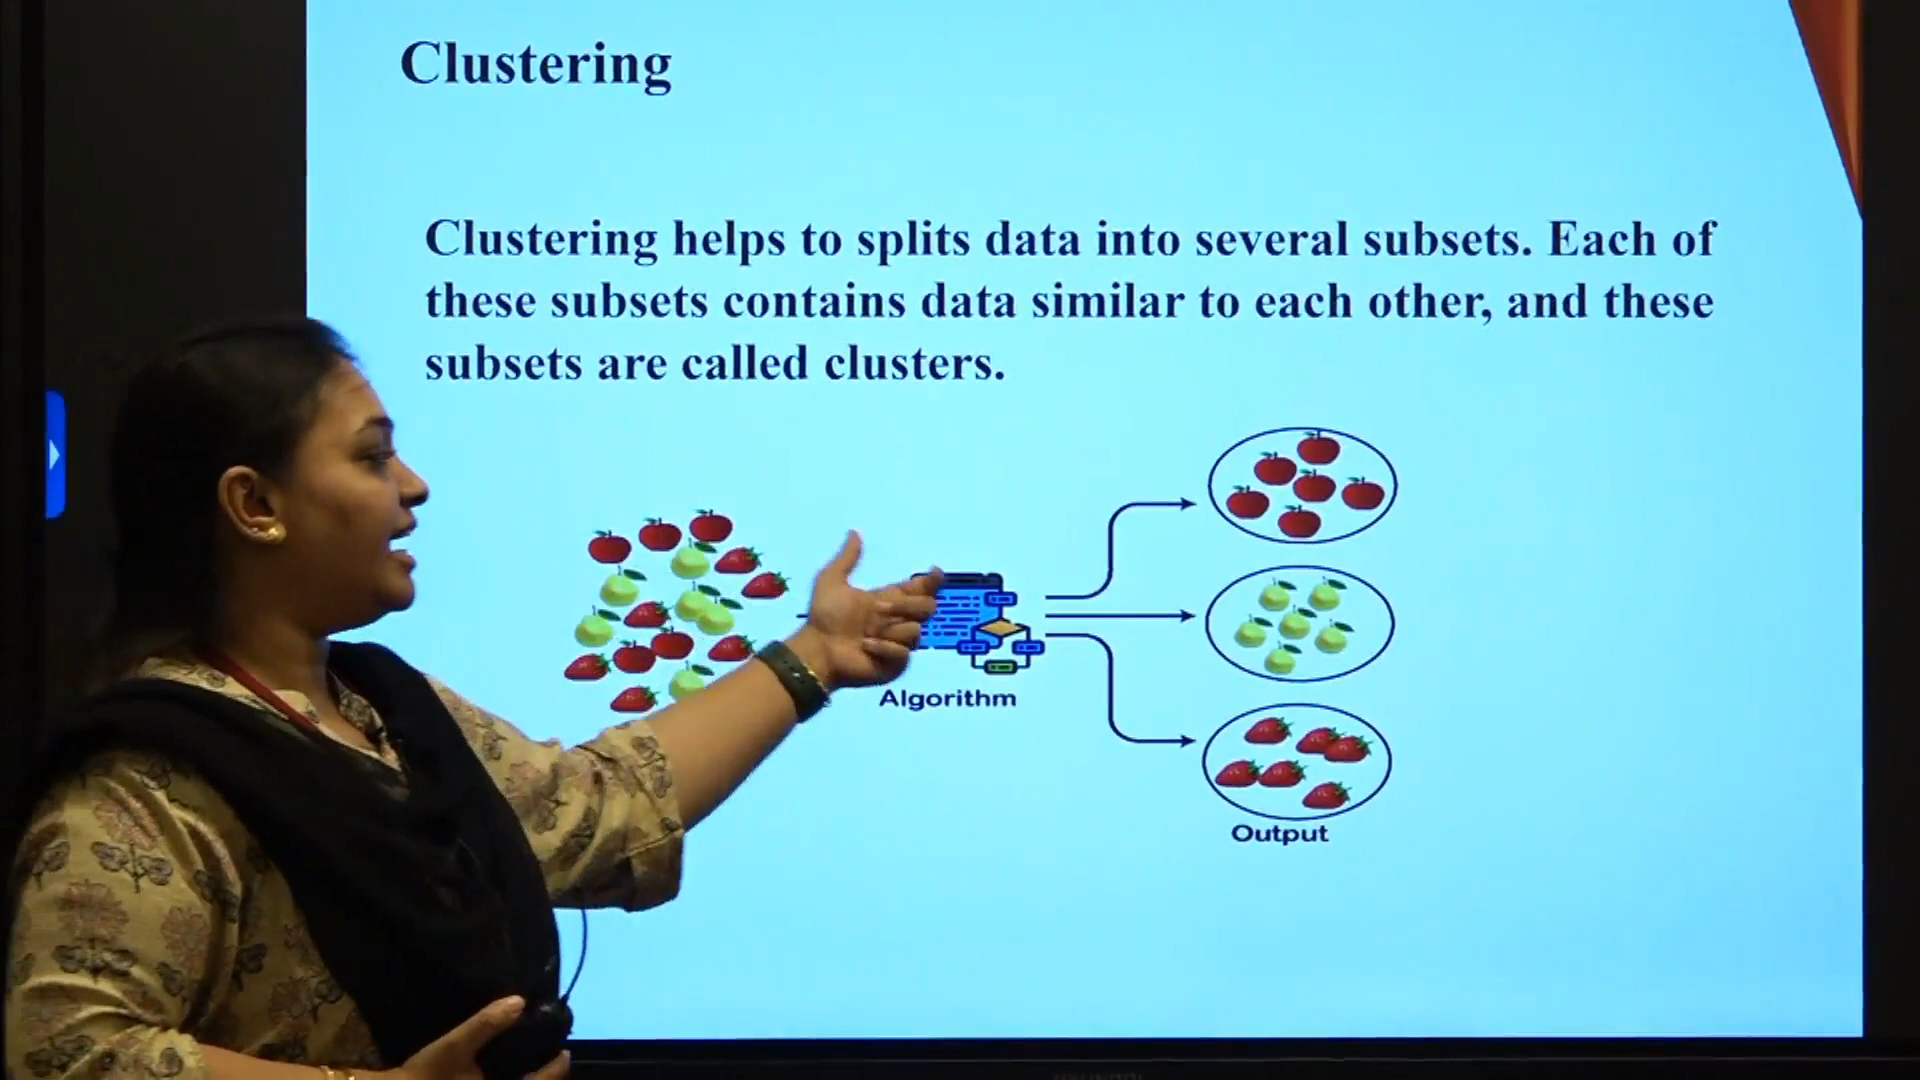 Clustering
Clustering helps to splits data into several subsets. Each of
these subsets contains data similar to each other, and these
subsets are called clusters.
Algorithm
Output